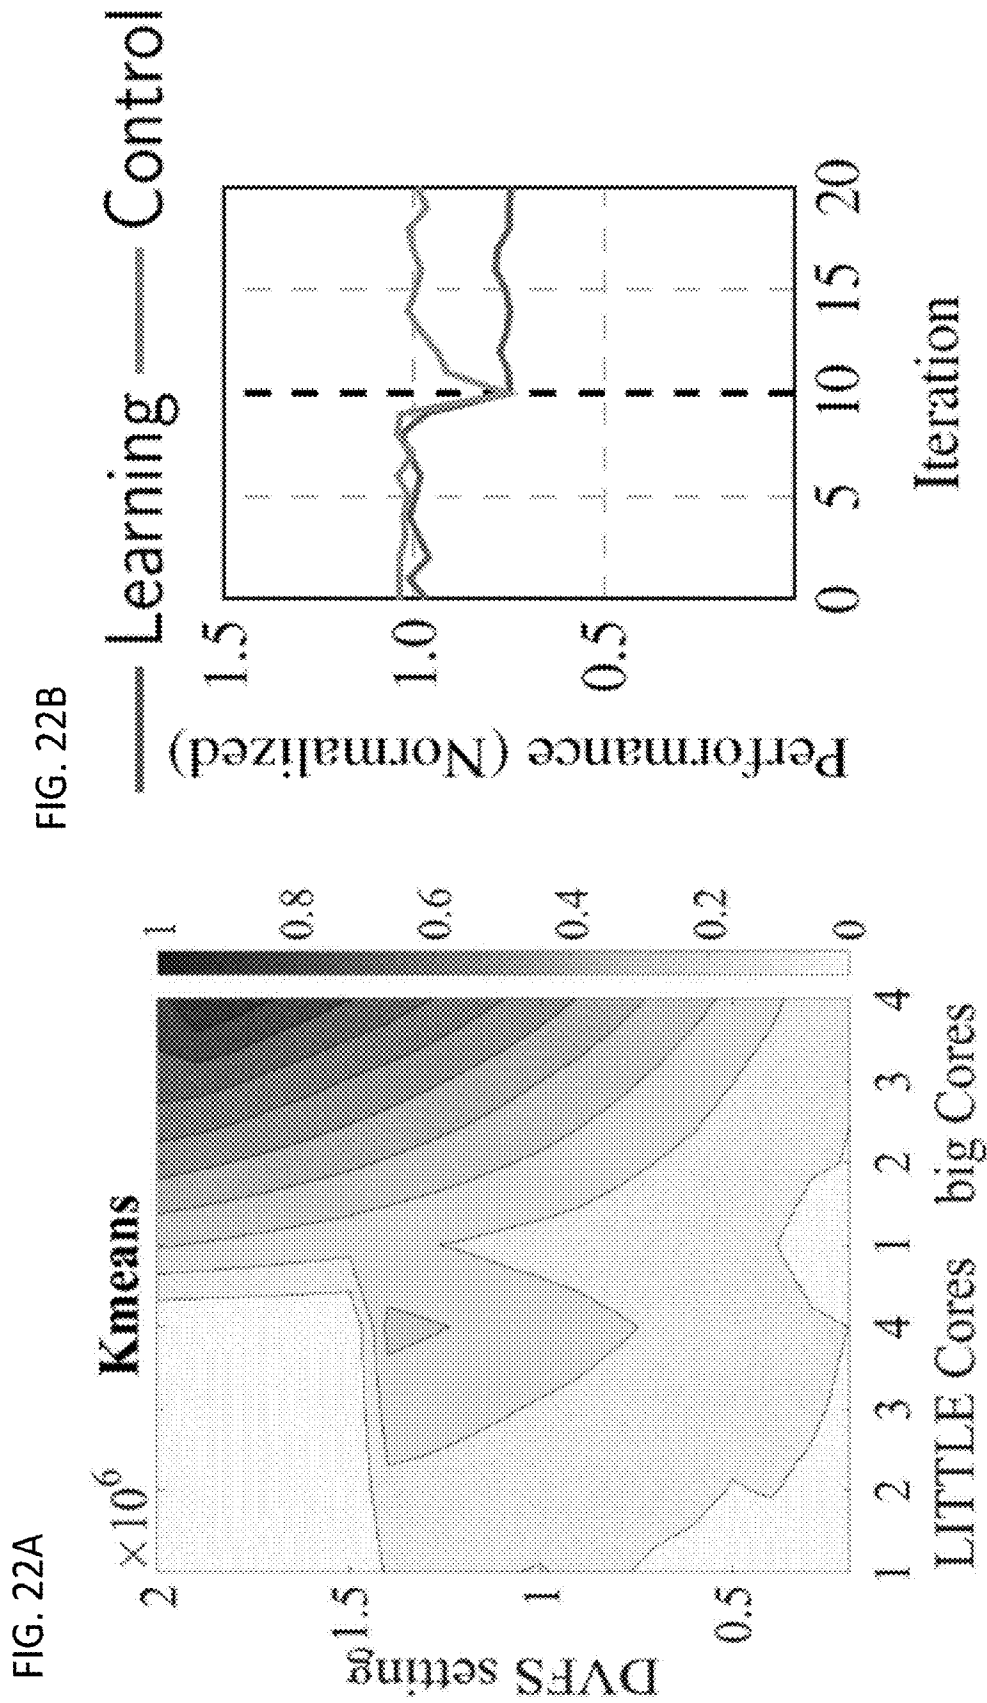 FIG. 22A
Kmeans
×10⁶
2
1.5
1
0.5
DVFS setting
1 2 3 4 1 2 3 4
LITTLE Cores big Cores
1
0.8
0.6
0.4
0.2
0
FIG. 22B
Learning Control
1.5
1.0
0.5
Performance (Normalized)
0 5 10 15 20
Iteration